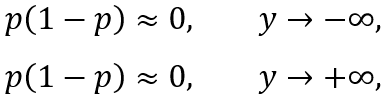 p(1 − p) ≈ 0, y → −∞,
p(1 − p) ≈ 0, y → +∞,